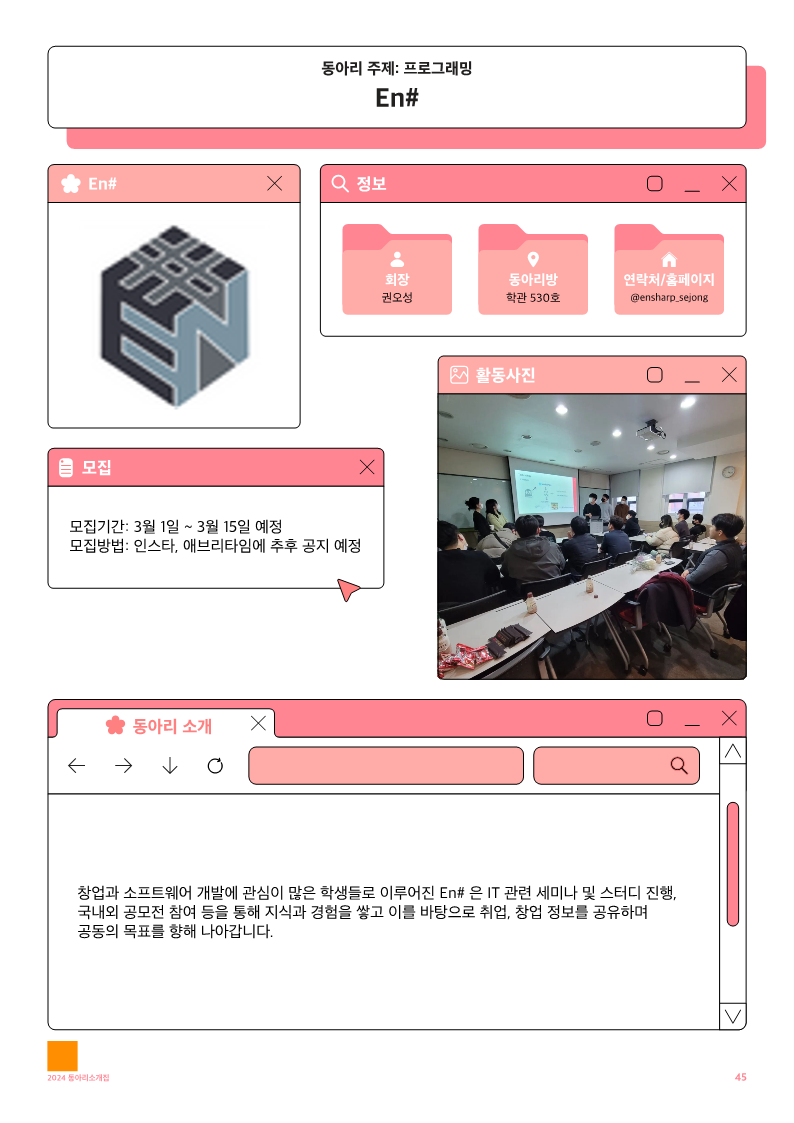 동아리 주제: 프로그래밍
En#
En#
정보
회장
권오성
동아리방
학관 530호
연락처/홈페이지
@ensharp_sejong
활동사진
모집
모집기간: 3월 1일 ~ 3월 15일 예정
모집방법: 인스타, 애브리타임에 추후 공지 예정
동아리 소개
창업과 소프트웨어 개발에 관심이 많은 학생들로 이루어진 En# 은 IT 관련 세미나 및 스터디 진행,
국내외 공모전 참여 등을 통해 지식과 경험을 쌓고 이를 바탕으로 취업, 창업 정보를 공유하며
공동의 목표를 향해 나아갑니다.
2024 동아리소개집
45